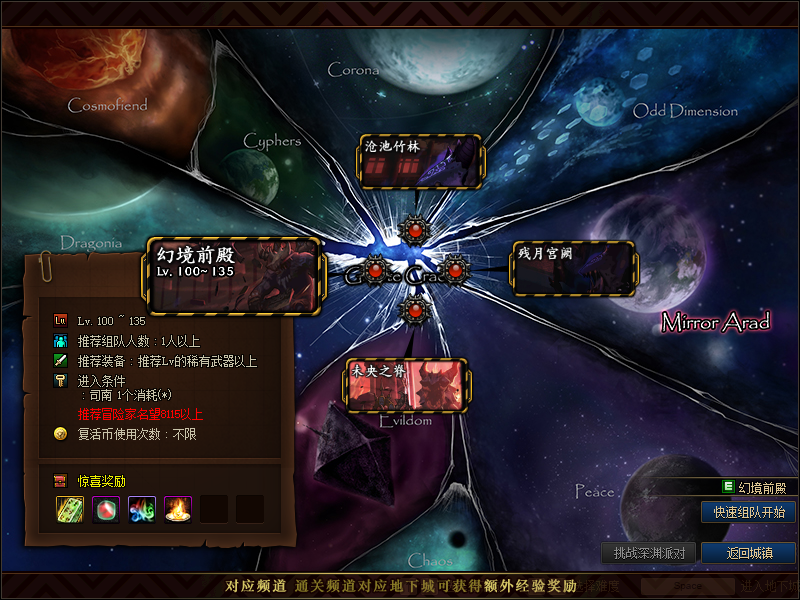 Corona
Cosmofiend
Odd Dimension
Cyphers
沧池竹林
Dragonia
幻境前殿
Lv. 100~ 135
残月宫阙
Mirror Arad
Lv. 100 ~ 135
推荐组队人数 : 1人以上
推荐装备 : 推荐Lv的稀有武器以上
进入条件
: 司南 1个消耗(*)
推荐冒险家名望8115以上
复活币使用次数 : 不限
未央之脊
Evildom
惊喜奖励
Peace
E 幻境前殿
快速组队开始
挑战深渊派对
返回城镇
Chaos
对应频道 通关频道对应地下城可获得额外经验奖励
Space